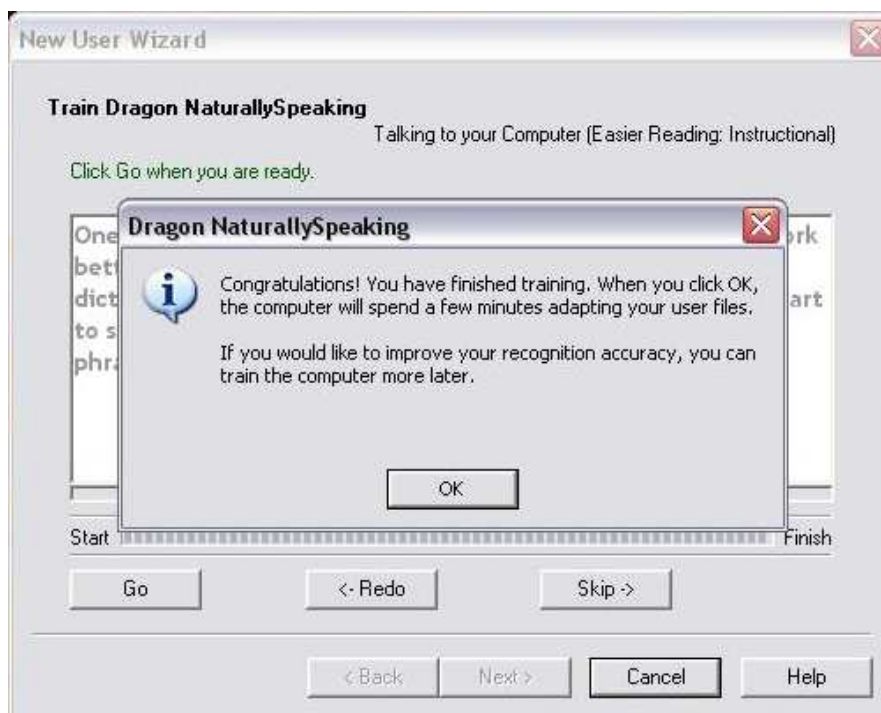 New User Wizard
Train Dragon NaturallySpeaking
Talking to your Computer (Easier Reading: Instructional)
Click Go when you are ready.
One
Dragon NaturallySpeaking
Congratulations! You have finished training. When you click OK,
the computer will spend a few minutes adapting your user files.
If you would like to improve your recognition accuracy, you can
train the computer more later.
to s
OK
Start
Finish
Go
<- Redo
Skip ->
< Back
Next >
Cancel
Help